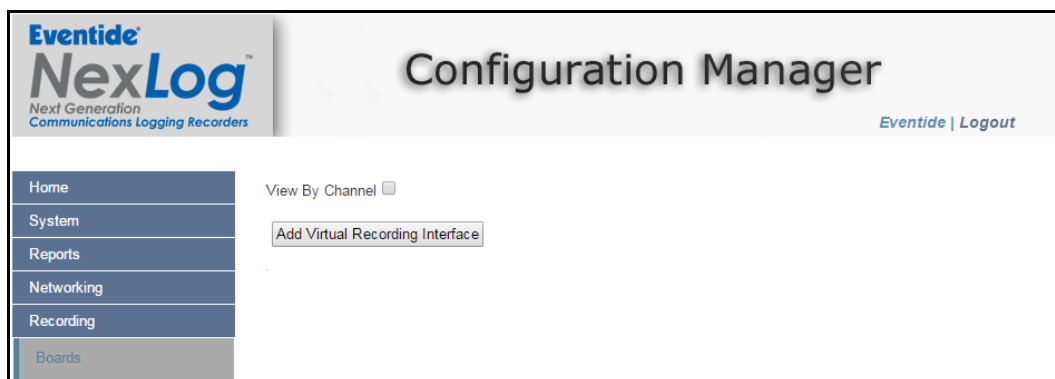 Eventide®
NexLog™
Next Generation
Communications Logging Recorders
Configuration Manager
Eventide | Logout
Home
System
Reports
Networking
Recording
Boards
View By Channel
Add Virtual Recording Interface